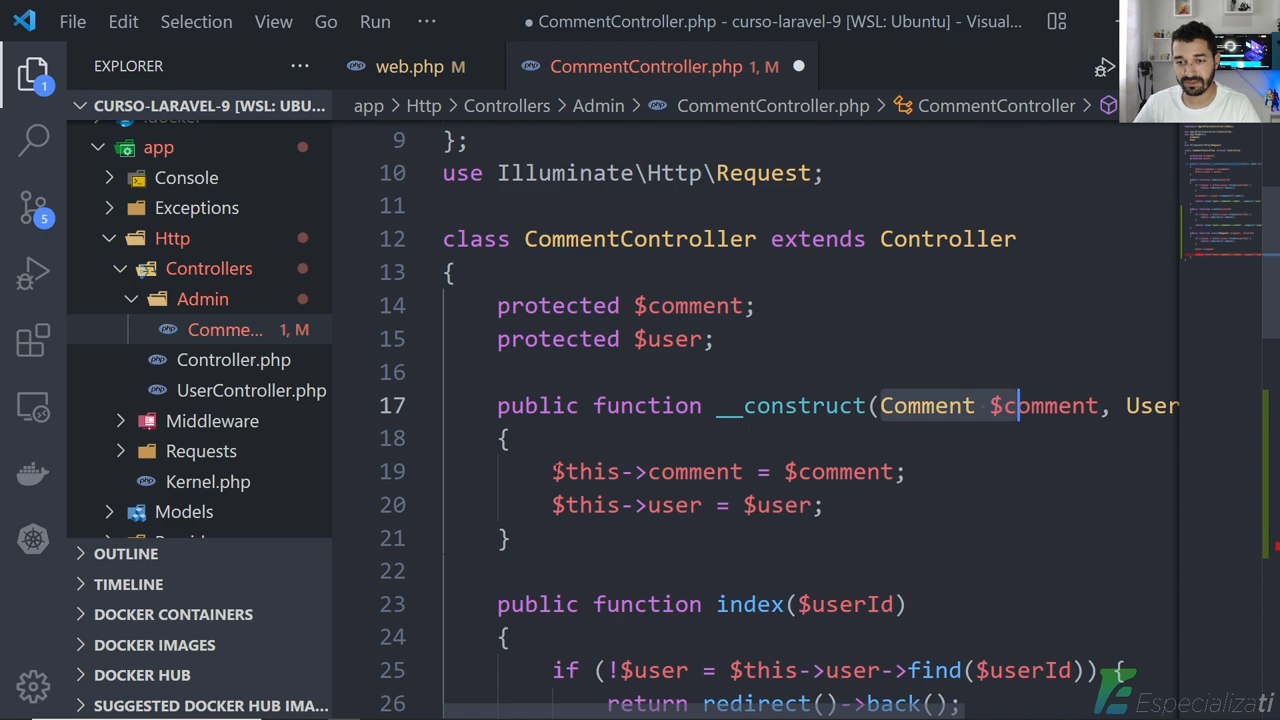 File Edit Selection View Go Run ··· ● CommentController.php - curso-laravel-9 [WSL: Ubuntu] - Visual...
EXPLORER ···
web.php M
CommentController.php 1, M ●
CURSO-LARAVEL-9 [WSL: UBU...
app > Http > Controllers > Admin > CommentController.php > CommentController >
.docker
app
Console
Exceptions
Http
Controllers
Admin
Comme... 1, M
Controller.php
UserController.php
Middleware
Requests
Kernel.php
Models
OUTLINE
TIMELINE
DOCKER CONTAINERS
DOCKER IMAGES
DOCKER HUB
SUGGESTED DOCKER HUB IMA...
1
5
9 };
10 use Illuminate\Http\Request;
11
12 class CommentController extends Controller
13 {
14 protected $comment;
15 protected $user;
16
17 public function __construct(Comment $comment, User
18 {
19 $this->comment = $comment;
20 $this->user = $user;
21 }
22
23 public function index($userId)
24 {
25 if (!$user = $this->user->find($userId)) {
26 return redirect()->back();
EspecializaTi